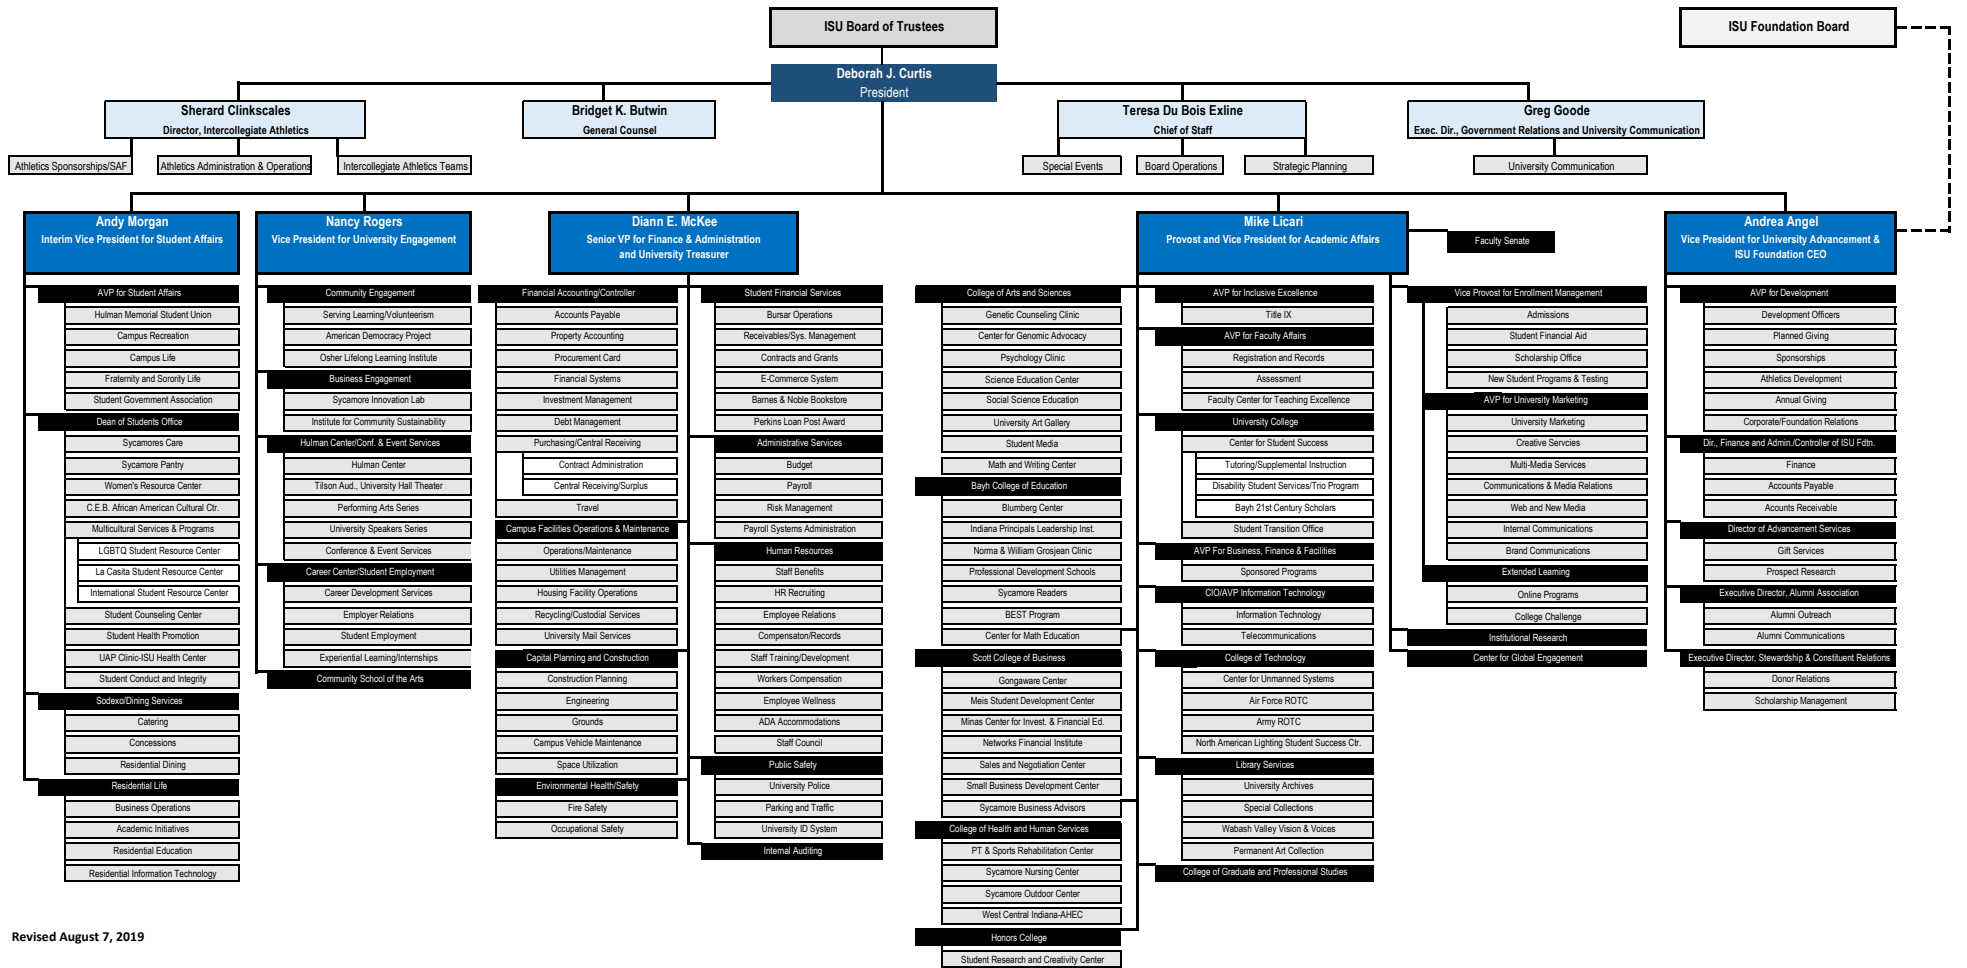 ISU Board of Trustees
ISU Foundation Board
Deborah J. Curtis
President
Sherard Clinkscales
Director, Intercollegiate Athletics
Bridget K. Butwin
General Counsel
Teresa Du Bois Exline
Chief of Staff
Greg Goode
Exec. Dir., Government Relations and University Communication
Athletics Sponsorships/SAF
Athletics Administration & Operations
Intercollegiate Athletics Teams
Special Events
Board Operations
Strategic Planning
University Communication
Andy Morgan
Interim Vice President for Student Affairs
AVP for Student Affairs
Hulman Memorial Student Union
Campus Recreation
Campus Life
Fraternity and Sorority Life
Student Government Association
Dean of Students Office
Sycamores Care
Sycamore Pantry
Women's Resource Center
C.E.B. African American Cultural Ctr.
Multicultural Services & Programs
LGBTQ Student Resource Center
La Casita Student Resource Center
International Student Resource Center
Student Counseling Center
Student Health Promotion
UAP Clinic-ISU Health Center
Student Conduct and Integrity
Sodexo/Dining Services
Catering
Concessions
Residential Dining
Residential Life
Business Operations
Academic Initiatives
Residential Education
Residential Information Technology
Nancy Rogers
Vice President for University Engagement
Community Engagement
Serving Learning/Volunteerism
American Democracy Project
Osher Lifelong Learning Institute
Business Engagement
Sycamore Innovation Lab
Institute for Community Sustainability
Hulman Center/Conf. & Event Services
Hulman Center
Tilson Aud., University Hall Theater
Performing Arts Series
University Speakers Series
Conference & Event Services
Career Center/Student Employment
Career Development Services
Employer Relations
Student Employment
Experiential Learning/Internships
Community School of the Arts
Diann E. McKee
Senior VP for Finance & Administration
and University Treasurer
Financial Accounting/Controller
Accounts Payable
Property Accounting
Procurement Card
Financial Systems
Investment Management
Debt Management
Purchasing/Central Receiving
Contract Administration
Central Receiving/Surplus
Travel
Campus Facilities Operations & Maintenance
Operations/Maintenance
Utilities Management
Housing Facility Operations
Recycling/Custodial Services
University Mail Services
Capital Planning and Construction
Construction Planning
Engineering
Grounds
Campus Vehicle Maintenance
Space Utilization
Environmental Health/Safety
Fire Safety
Occupational Safety
Student Financial Services
Bursar Operations
Receivables/Sys. Management
Contracts and Grants
E-Commerce System
Barnes & Noble Bookstore
Perkins Loan Post Award
Administrative Services
Budget
Payroll
Risk Management
Payroll Systems Administration
Human Resources
Staff Benefits
HR Recruiting
Employee Relations
Compensaton/Records
Staff Training/Development
Workers Compensation
Employee Wellness
ADA Accommodations
Staff Council
Public Safety
University Police
Parking and Traffic
University ID System
Internal Auditing
Mike Licari
Provost and Vice President for Academic Affairs
Faculty Senate
College of Arts and Sciences
Genetic Counseling Clinic
Center for Genomic Advocacy
Psychology Clinic
Science Education Center
Social Science Education
University Art Gallery
Student Media
Math and Writing Center
Bayh College of Education
Blumberg Center
Indiana Principals Leadership Inst.
Norma & William Grosjean Clinic
Professional Development Schools
Sycamore Readers
BEST Program
Center for Math Education
Scott College of Business
Gongaware Center
Meis Student Development Center
Minas Center for Invest. & Financial Ed.
Networks Financial Institute
Sales and Negotiation Center
Small Business Development Center
Sycamore Business Advisors
College of Health and Human Services
PT & Sports Rehabilitation Center
Sycamore Nursing Center
Sycamore Outdoor Center
West Central Indiana-AHEC
Honors College
Student Research and Creativity Center
AVP for Inclusive Excellence
Title IX
AVP for Faculty Affairs
Registration and Records
Assessment
Faculty Center for Teaching Excellence
University College
Center for Student Success
Tutoring/Supplemental Instruction
Disability Student Services/Trio Program
Bayh 21st Century Scholars
Student Transition Office
AVP For Business, Finance & Facilities
Sponsored Programs
CIO/AVP Information Technology
Information Technology
Telecommunications
College of Technology
Center for Unmanned Systems
Air Force ROTC
Army ROTC
North American Lighting Student Success Ctr.
Library Services
University Archives
Special Collections
Wabash Valley Vision & Voices
Permanent Art Collection
College of Graduate and Professional Studies
Vice Provost for Enrollment Management
Admissions
Student Financial Aid
Scholarship Office
New Student Programs & Testing
AVP for University Marketing
University Marketing
Creative Servcies
Multi-Media Services
Communications & Media Relations
Web and New Media
Internal Communications
Brand Communications
Extended Learning
Online Programs
College Challenge
Institutional Research
Center for Global Engagement
Andrea Angel
Vice President for University Advancement &
ISU Foundation CEO
AVP for Development
Development Officers
Planned Giving
Sponsorships
Athletics Development
Annual Giving
Corporate/Foundation Relations
Dir., Finance and Admin./Controller of ISU Fdtn.
Finance
Accounts Payable
Accounts Receivable
Director of Advancement Services
Gift Services
Prospect Research
Executive Director, Alumni Association
Alumni Outreach
Alumni Communications
Executive Director, Stewardship & Constituent Relations
Donor Relations
Scholarship Management
Revised August 7, 2019